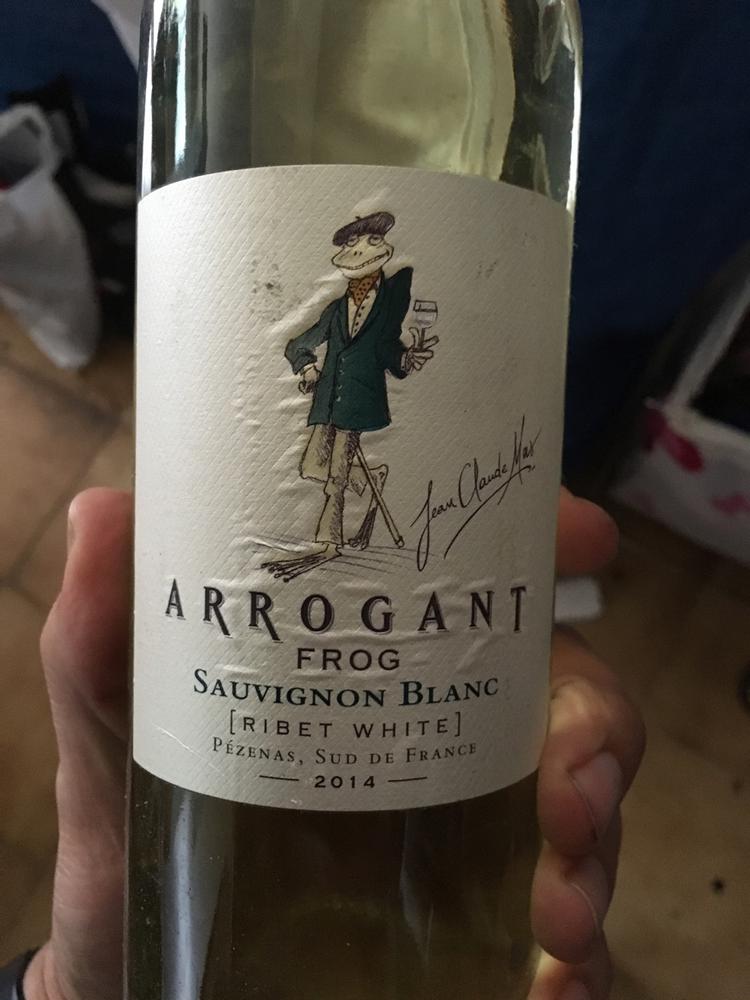 Jean Claude Mas
ARROGANT
FROG
SAUVIGNON BLANC
[RIBET WHITE]
PÉZENAS, SUD DE FRANCE
— 2014 —